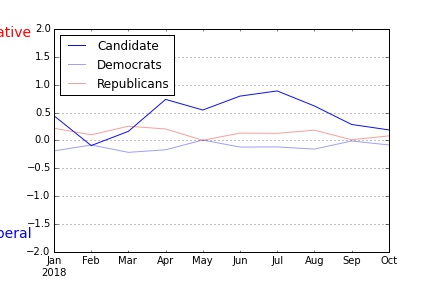 ative
2.0
1.5
1.0
0.5
0.0
−0.5
−1.0
−1.5
−2.0
Candidate
Democrats
Republicans
beral
Jan Feb Mar Apr May Jun Jul Aug Sep Oct
2018